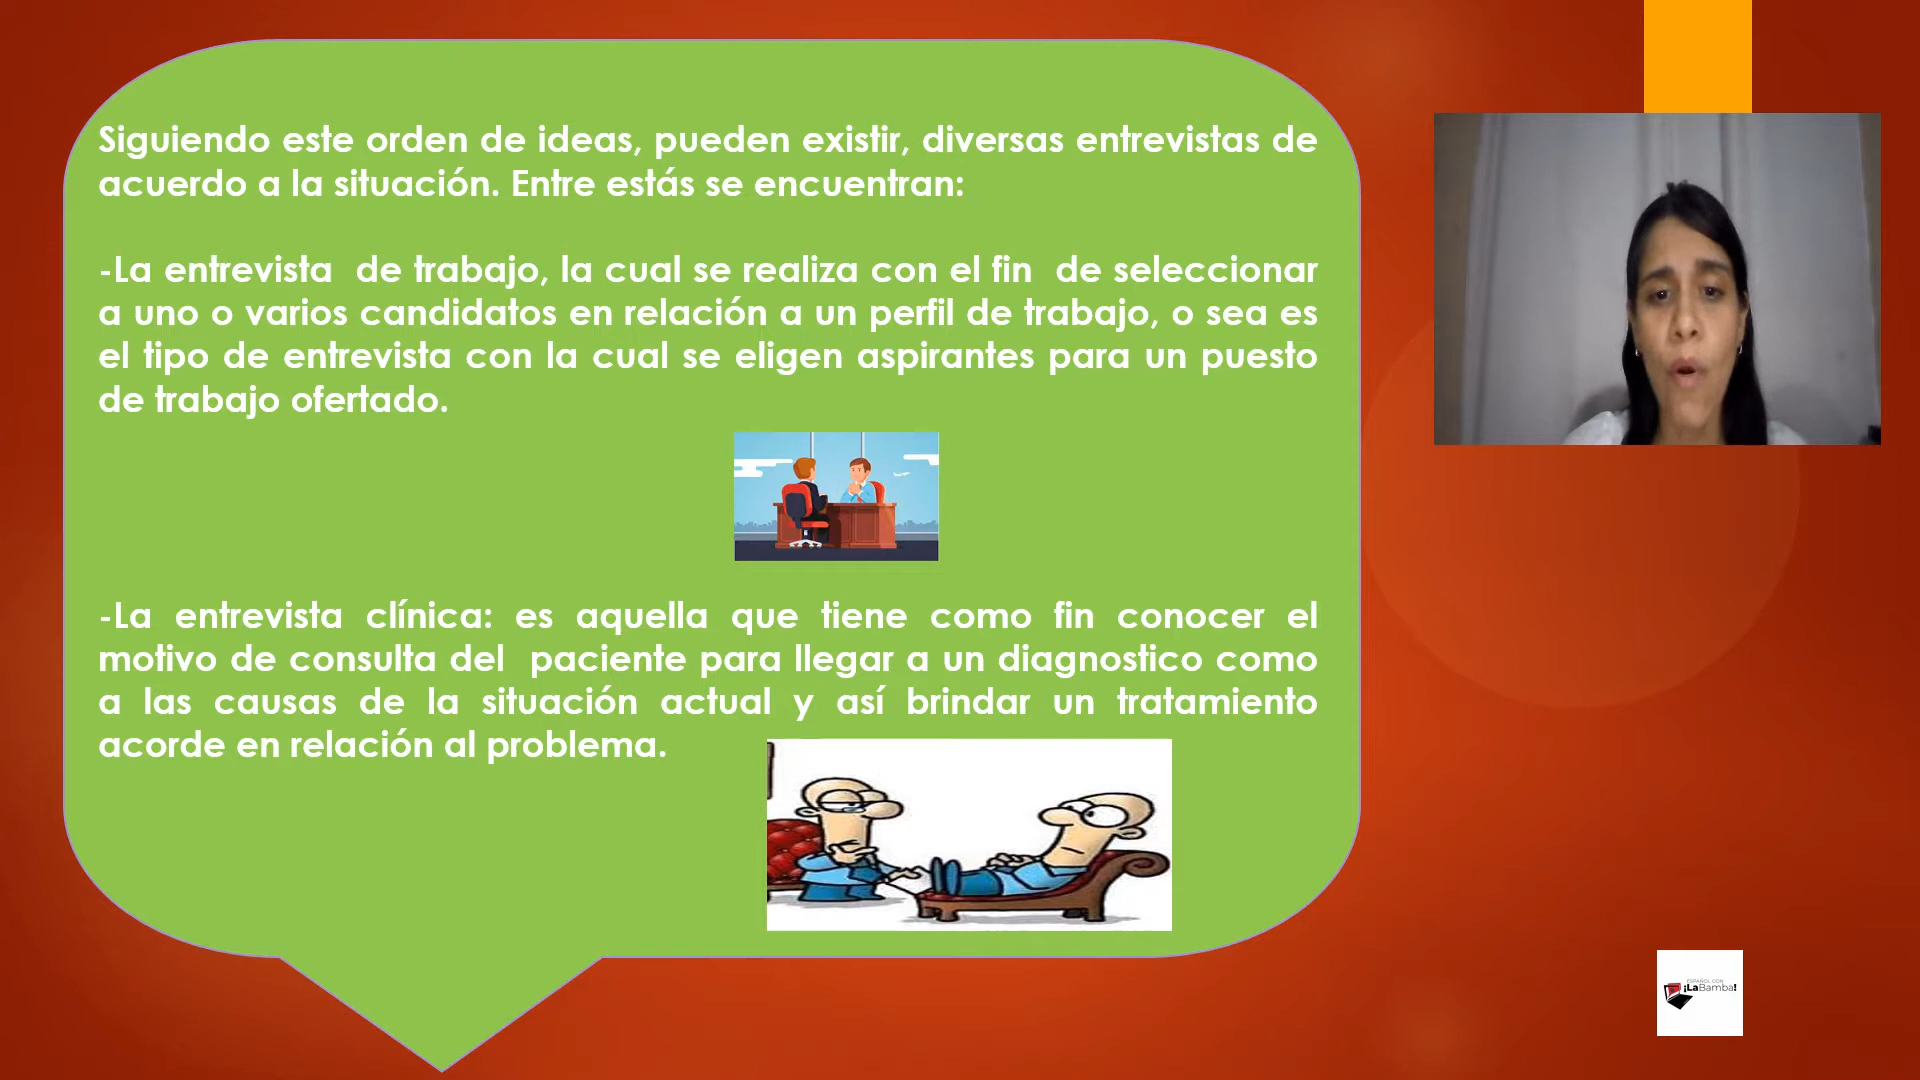 Siguiendo este orden de ideas, pueden existir, diversas entrevistas de
acuerdo a la situación. Entre estás se encuentran:
-La entrevista  de trabajo, la cual se realiza con el fin  de seleccionar
a uno o varios candidatos en relación a un perfil de trabajo, o sea es
el tipo de entrevista con la cual se eligen aspirantes para un puesto
de trabajo ofertado.
-La entrevista clínica: es aquella que tiene como fin conocer el
motivo de consulta del  paciente para llegar a un diagnostico como
a las causas de la situación actual y así brindar un tratamiento
acorde en relación al problema.
ESPAÑOL CON
¡LaBamba!